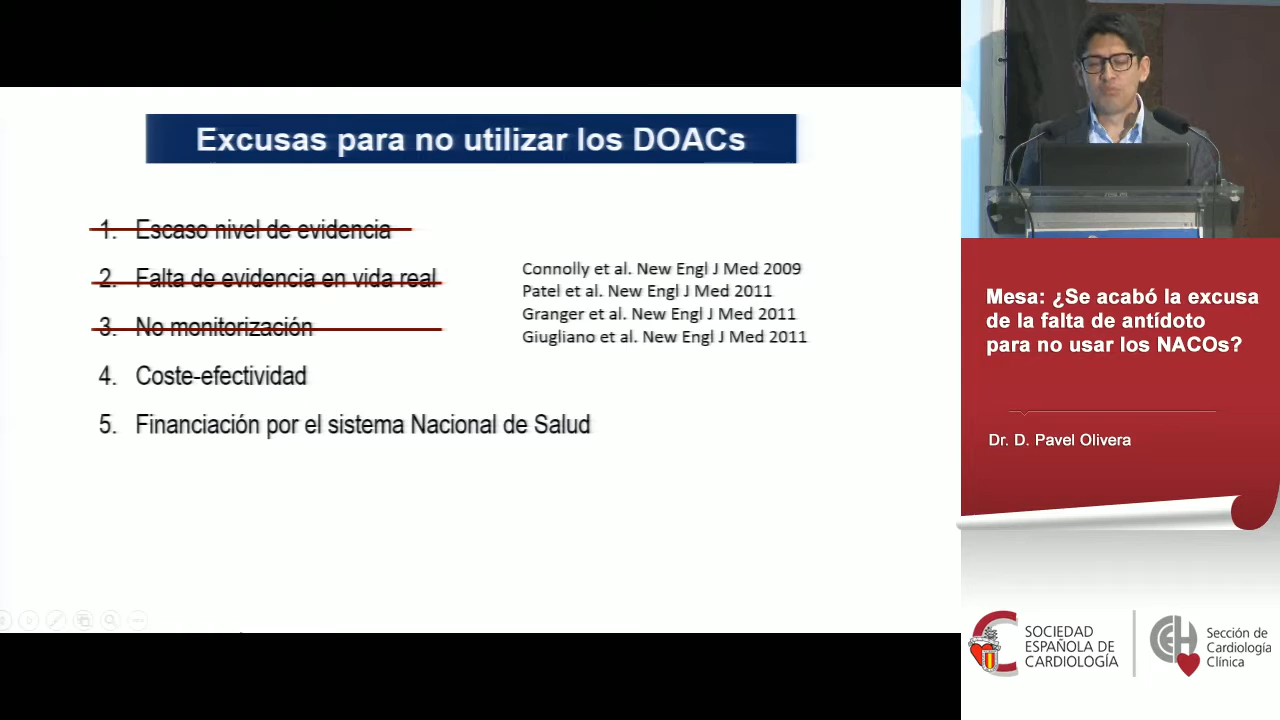 Excusas para no utilizar los DOACs
1. Escaso nivel de evidencia
2. Falta de evidencia en vida real
3. No monitorización
4. Coste-efectividad
5. Financiación por el sistema Nacional de Salud
Connolly et al. New Engl J Med 2009
Patel et al. New Engl J Med 2011
Granger et al. New Engl J Med 2011
Giugliano et al. New Engl J Med 2011
Mesa: ¿Se acabó la excusa
de la falta de antídoto
para no usar los NACOs?
Dr. D. Pavel Olivera
SOCIEDAD
ESPAÑOLA DE
CARDIOLOGÍA
Sección de
Cardiología
Clínica